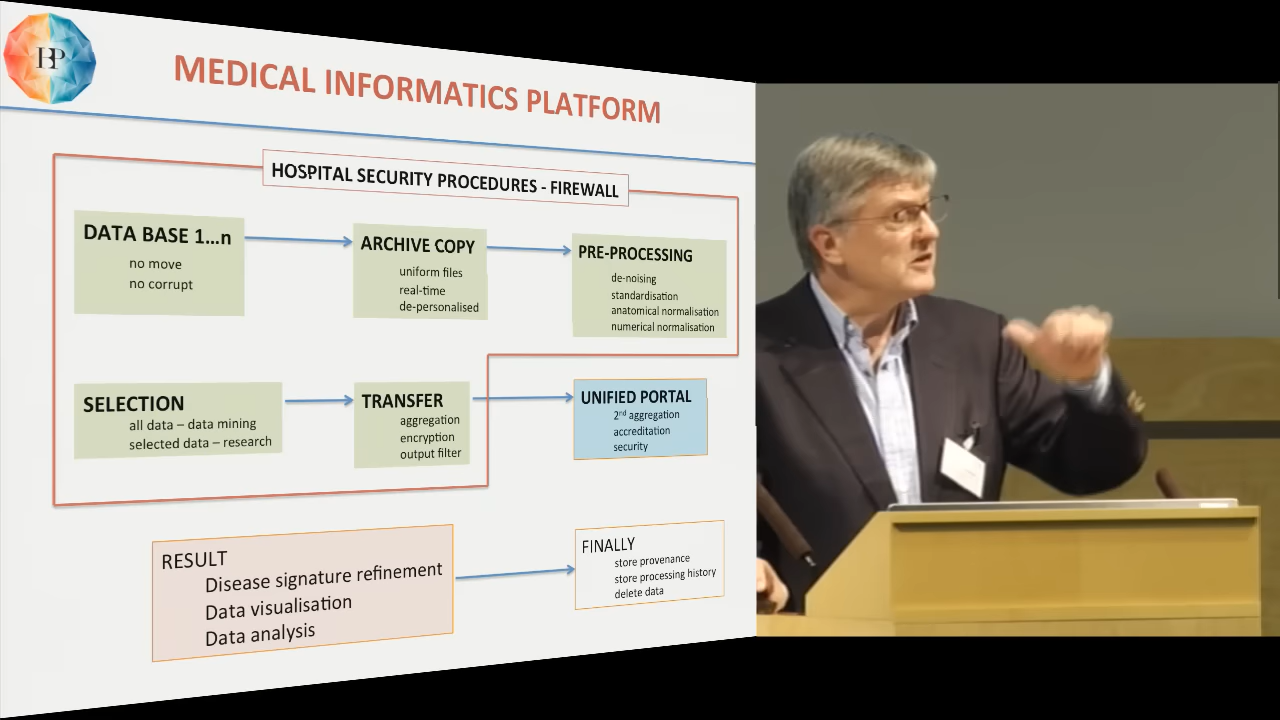 HP
MEDICAL INFORMATICS PLATFORM
HOSPITAL SECURITY PROCEDURES - FIREWALL
DATA BASE 1...n
no move
no corrupt
ARCHIVE COPY
uniform files
real-time
de-personalised
PRE-PROCESSING
de-noising
standardisation
anatomical normalisation
numerical normalisation
SELECTION
all data – data mining
selected data – research
TRANSFER
aggregation
encryption
output filter
UNIFIED PORTAL
2nd aggregation
accreditation
security
RESULT
Disease signature refinement
Data visualisation
Data analysis
FINALLY
store provenance
store processing history
delete data